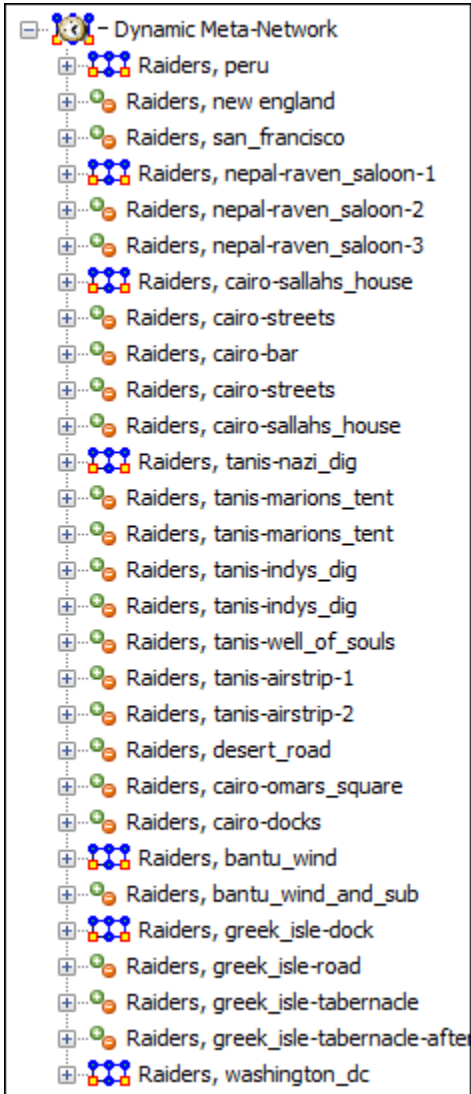 – Dynamic Meta-Network
Raiders, peru
Raiders, new england
Raiders, san_francisco
Raiders, nepal-raven_saloon-1
Raiders, nepal-raven_saloon-2
Raiders, nepal-raven_saloon-3
Raiders, cairo-sallahs_house
Raiders, cairo-streets
Raiders, cairo-bar
Raiders, cairo-streets
Raiders, cairo-sallahs_house
Raiders, tanis-nazi_dig
Raiders, tanis-marions_tent
Raiders, tanis-marions_tent
Raiders, tanis-indys_dig
Raiders, tanis-indys_dig
Raiders, tanis-well_of_souls
Raiders, tanis-airstrip-1
Raiders, tanis-airstrip-2
Raiders, desert_road
Raiders, cairo-omars_square
Raiders, cairo-docks
Raiders, bantu_wind
Raiders, bantu_wind_and_sub
Raiders, greek_isle-dock
Raiders, greek_isle-road
Raiders, greek_isle-tabernacle
Raiders, greek_isle-tabernacle-after
Raiders, washington_dc